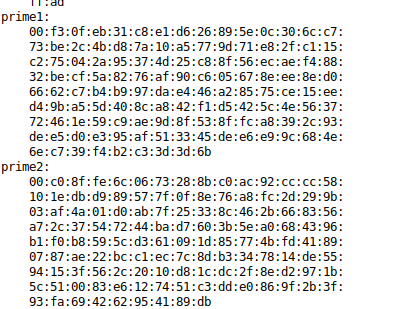 ff:ad
prime1:
00:f3:0f:eb:31:c8:e1:d6:26:89:5e:0c:30:6c:c7:
73:be:2c:4b:d8:7a:10:a5:77:9d:71:e8:2f:c1:15:
c2:75:04:2a:95:37:4d:25:c8:8f:56:ec:ae:f4:88:
32:be:cf:5a:82:76:af:90:c6:05:67:8e:ee:8e:d0:
66:62:c7:b4:b9:97:da:e4:46:a2:85:75:ce:15:ee:
d4:9b:a5:5d:40:8c:a8:42:f1:d5:42:5c:4e:56:37:
72:46:1e:59:c9:ae:9d:8f:53:8f:fc:a8:39:2c:93:
de:e5:d0:e3:95:af:51:33:45:de:e6:e9:9c:68:4e:
6e:c7:39:f4:b2:c3:3d:3d:6b
prime2:
00:c0:8f:fe:6c:06:73:28:8b:c0:ac:92:cc:cc:58:
10:1e:db:d9:89:57:7f:0f:8e:76:a8:fc:2d:29:9b:
03:af:4a:01:d0:ab:7f:25:33:8c:46:2b:66:83:56:
a7:2c:37:54:72:44:ba:d7:60:3b:5e:a0:68:43:96:
b1:f0:b8:59:5c:d3:61:09:1d:85:77:4b:fd:41:89:
07:87:ae:22:bc:c1:ec:7c:8d:b3:34:78:14:de:55:
94:15:3f:56:2c:20:10:d8:1c:dc:2f:8e:d2:97:1b:
5c:51:00:83:e6:12:74:51:c3:dd:e0:86:9f:2b:3f:
93:fa:69:42:62:95:41:89:db